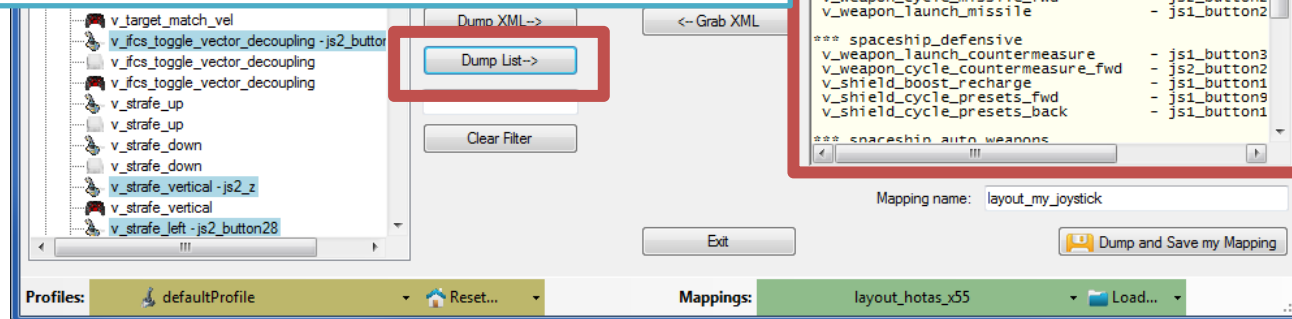 v_target_match_vel
v_ifcs_toggle_vector_decoupling - js2_button
v_ifcs_toggle_vector_decoupling
v_ifcs_toggle_vector_decoupling
v_strafe_up
v_strafe_up
v_strafe_down
v_strafe_down
v_strafe_vertical - js2_z
v_strafe_vertical
v_strafe_left - js2_button28
Dump XML-->
Dump List-->
Clear Filter
<-- Grab XML
Exit
v_weapon_launch_missile - js1_button2
*** spaceship_defensive
v_weapon_launch_countermeasure - js1_button3
v_weapon_cycle_countermeasure_fwd - js2_button2
v_shield_boost_recharge - js1_button1
v_shield_cycle_presets_fwd - js1_button9
v_shield_cycle_presets_back - js1_button1
*** spaceship_auto_weapons
Mapping name: layout_my_joystick
Dump and Save my Mapping
Profiles: defaultProfile Reset... Mappings: layout_hotas_x55 Load...